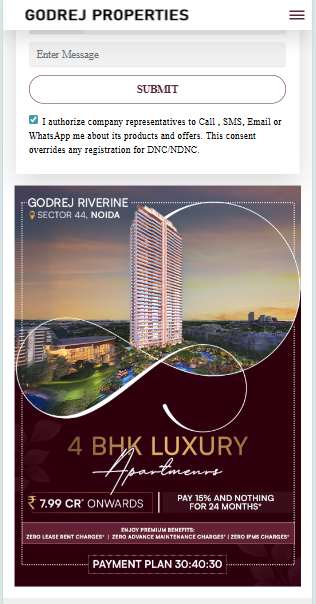 GODREJ PROPERTIES
Enter Message
SUBMIT
I authorize company representatives to Call , SMS, Email or
WhatsApp me about its products and offers. This consent
overrides any registration for DNC/NDNC.
GODREJ RIVERINE
SECTOR 44, NOIDA
4 BHK LUXURY
Apartments
₹ 7.99 CR* ONWARDS
PAY 15% AND NOTHING
FOR 24 MONTHS*
ENJOY PREMIUM BENEFITS:
ZERO LEASE RENT CHARGES* | ZERO ADVANCE MAINTENANCE CHARGES* | ZERO IFMS CHARGES*
PAYMENT PLAN 30:40:30